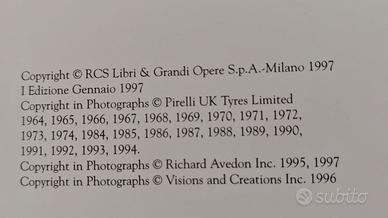 Copyright © RCS Libri & Grandi Opere S.p.A.-Milano 1997
I Edizione Gennaio 1997
Copyright in Photographs © Pirelli UK Tyres Limited
1964, 1965, 1966, 1967, 1968, 1969, 1970, 1971, 1972,
1973, 1974, 1984, 1985, 1986, 1987, 1988, 1989, 1990,
1991, 1992, 1993, 1994.
Copyright in Photographs © Richard Avedon Inc. 1995, 1997
Copyright in Photographs © Visions and Creations Inc. 1996
subito